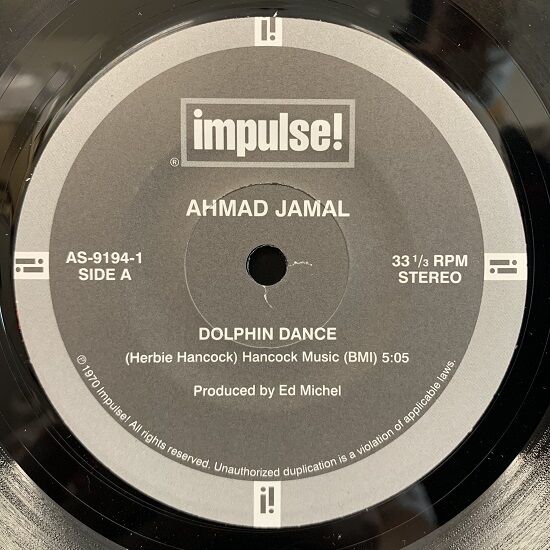 i!
impulse!
®
AHMAD JAMAL
AS-9194-1
SIDE A
33 1/3 RPM
STEREO
i!
i!
DOLPHIN DANCE
(Herbie Hancock) Hancock Music (BMI) 5:05
Produced by Ed Michel
℗ 1970 Impulse! All rights reserved. Unauthorized duplication is a violation of applicable laws.
i!